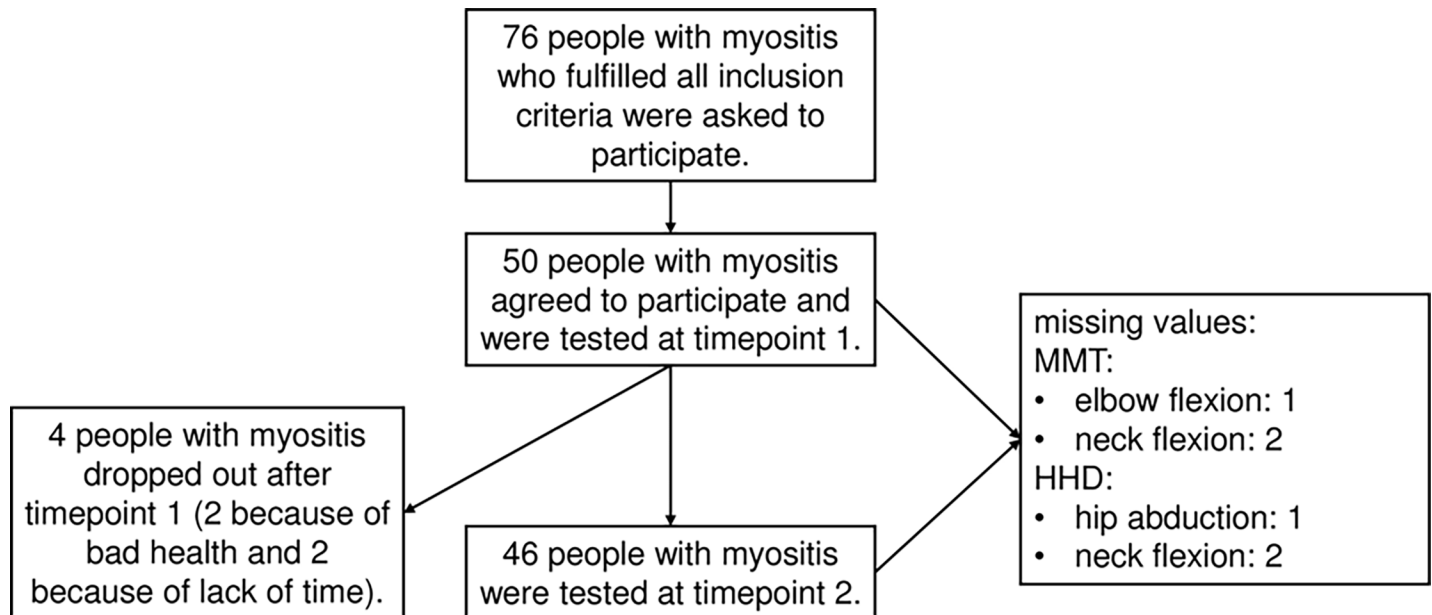 76 people with myositis
who fulfilled all inclusion
criteria were asked to
participate.
50 people with myositis
agreed to participate and
were tested at timepoint 1.
4 people with myositis
dropped out after
timepoint 1 (2 because of
bad health and 2
because of lack of time).
46 people with myositis
were tested at timepoint 2.
missing values:
MMT:
• elbow flexion: 1
• neck flexion: 2
HHD:
• hip abduction: 1
• neck flexion: 2